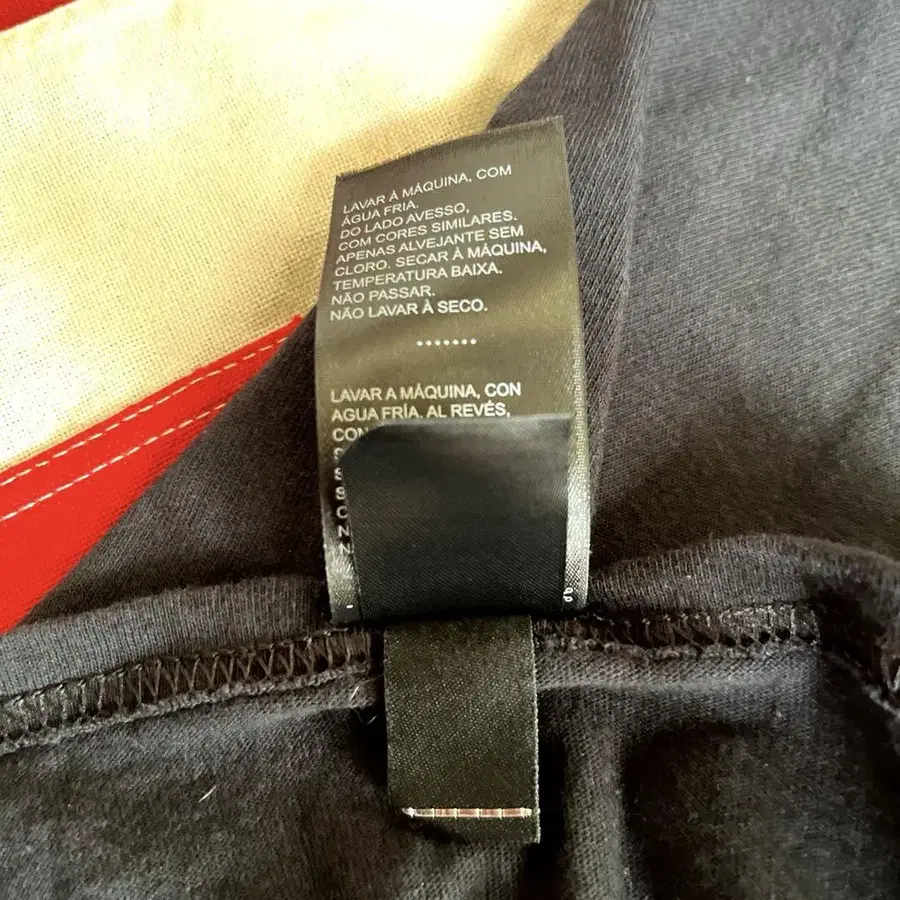 LAVAR À MÁQUINA, COM
ÁGUA FRIA.
DO LADO AVESSO,
COM CORES SIMILARES.
APENAS ALVEJANTE SEM
CLORO. SECAR À MÁQUINA,
TEMPERATURA BAIXA.
NÃO PASSAR.
NÃO LAVAR À SECO.
•••••••
LAVAR A MÁQUINA, CON
AGUA FRÍA, AL REVÉS,
CON